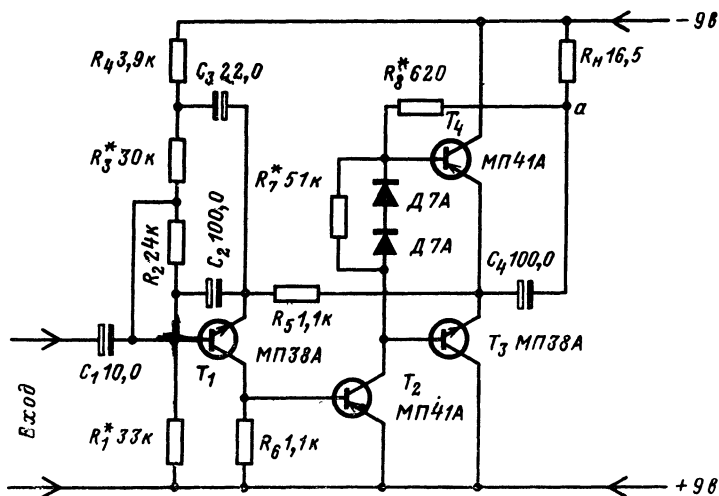 – 9в
R₄ 3,9к
C₃ 22,0
R₈* 620
Rн 16,5
а
T₄
R₃* 30к
R₇* 51к
МП41А
Д7А
R₂ 24к
C₂ 100,0
Д7А
C₄ 100,0
R₅ 1,1к
T₃ МП38А
МП38А
C₁ 10,0
T₁
T₂
МП41А
Вход
R₁* 33к
R₆ 1,1к
+ 9в